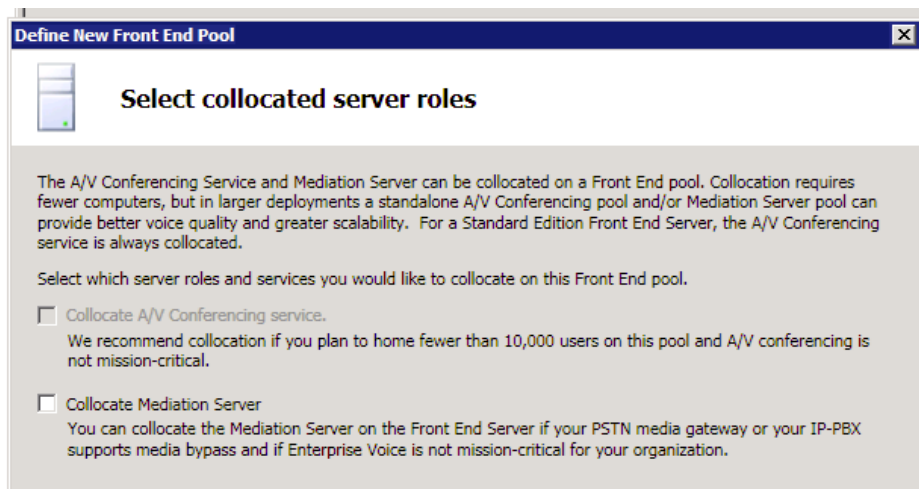 Define New Front End Pool
Select collocated server roles
The A/V Conferencing Service and Mediation Server can be collocated on a Front End pool. Collocation requires
fewer computers, but in larger deployments a standalone A/V Conferencing pool and/or Mediation Server pool can
provide better voice quality and greater scalability.  For a Standard Edition Front End Server, the A/V Conferencing
service is always collocated.
Select which server roles and services you would like to collocate on this Front End pool.
Collocate A/V Conferencing service.
We recommend collocation if you plan to home fewer than 10,000 users on this pool and A/V conferencing is
not mission-critical.
Collocate Mediation Server
You can collocate the Mediation Server on the Front End Server if your PSTN media gateway or your IP-PBX
supports media bypass and if Enterprise Voice is not mission-critical for your organization.